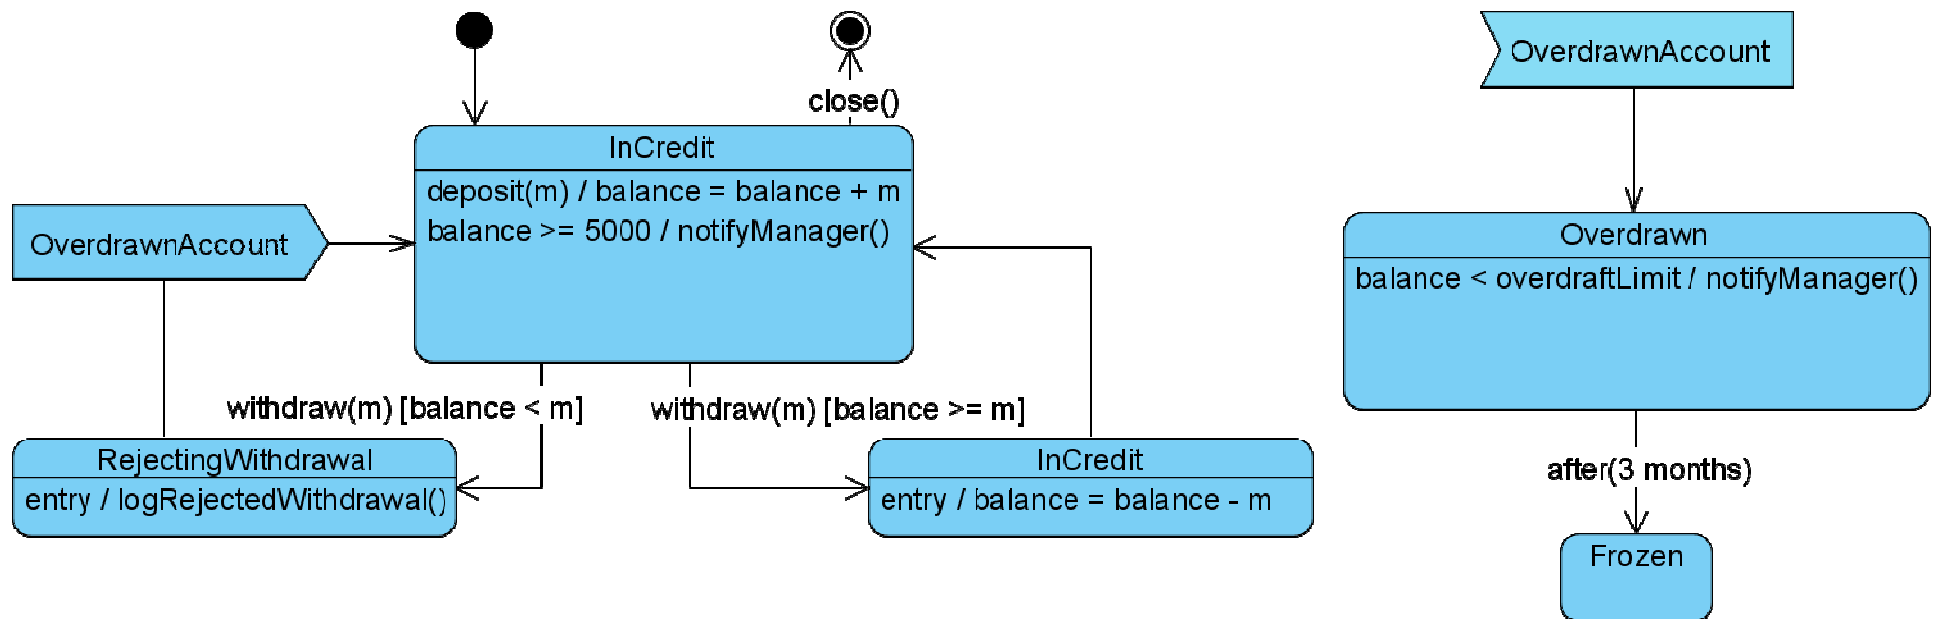 close()
InCredit
deposit(m) / balance = balance + m
balance >= 5000 / notifyManager()
OverdrawnAccount
withdraw(m) [balance < m]
withdraw(m) [balance >= m]
RejectingWithdrawal
entry / logRejectedWithdrawal()
InCredit
entry / balance = balance - m
OverdrawnAccount
Overdrawn
balance < overdraftLimit / notifyManager()
after(3 months)
Frozen